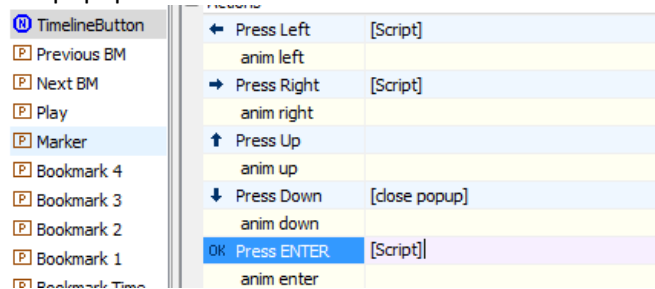 TimelineButton
Previous BM
Next BM
Play
Marker
Bookmark 4
Bookmark 3
Bookmark 2
Bookmark 1
Bookmark Time
Actions
Press Left [Script]
anim left
Press Right [Script]
anim right
Press Up
anim up
Press Down [close popup]
anim down
OK Press ENTER [Script]
anim enter